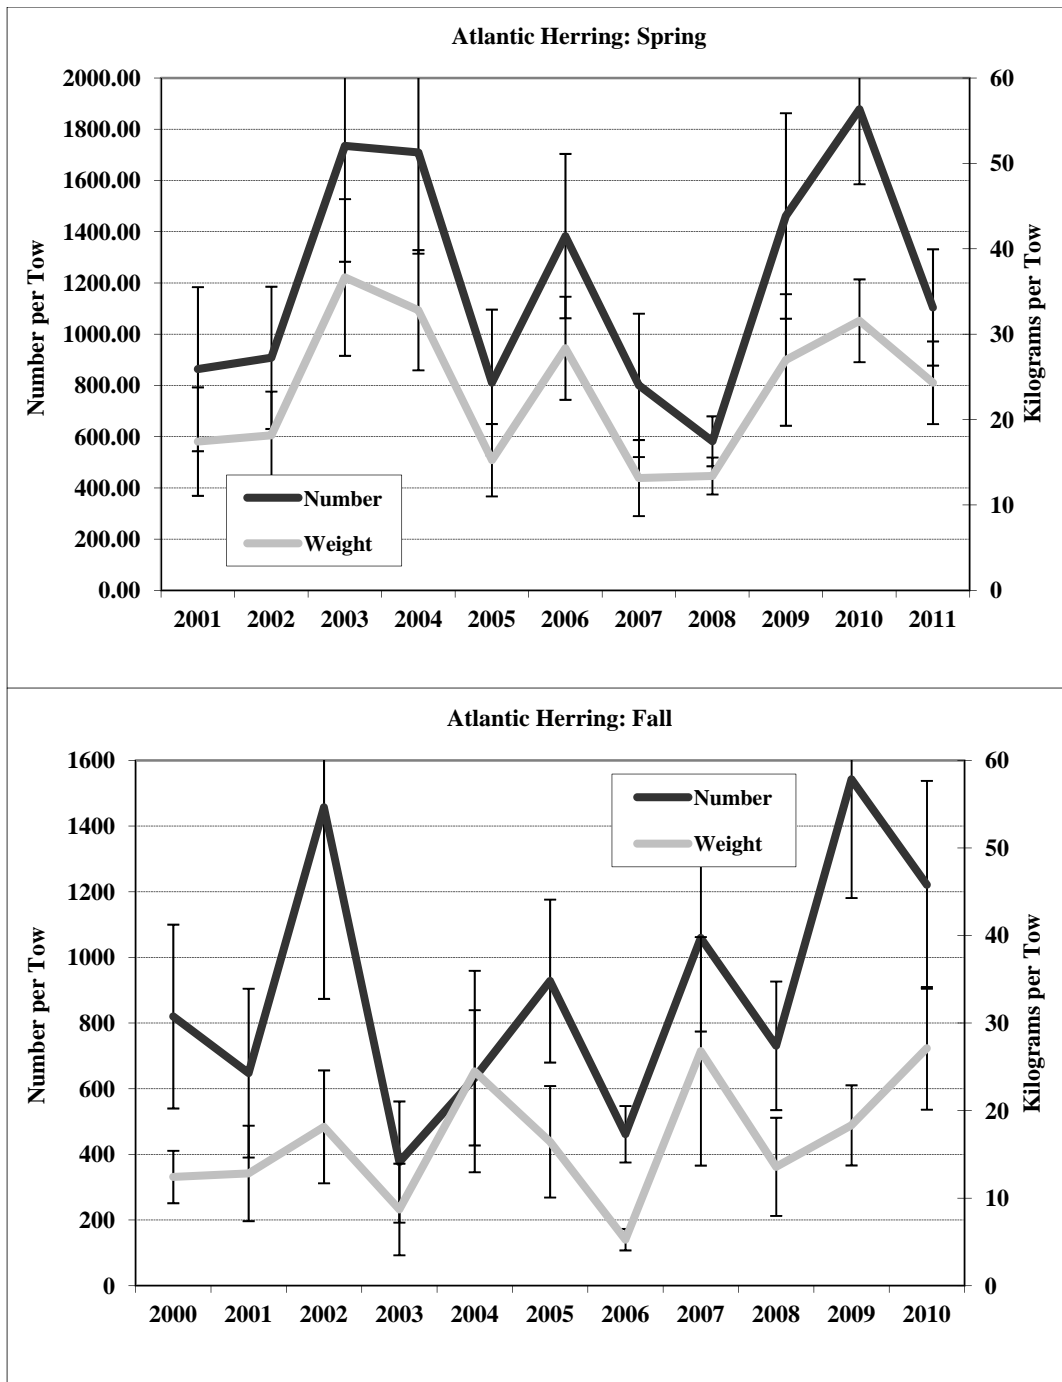 Atlantic Herring: Spring
Number per Tow
Kilograms per Tow
2000.00
1800.00
1600.00
1400.00
1200.00
1000.00
800.00
600.00
400.00
200.00
0.00
60
50
40
30
20
10
0
Number
Weight
2001 2002 2003 2004 2005 2006 2007 2008 2009 2010 2011
Atlantic Herring: Fall
Number per Tow
Kilograms per Tow
1600
1400
1200
1000
800
600
400
200
0
60
50
40
30
20
10
0
Number
Weight
2000 2001 2002 2003 2004 2005 2006 2007 2008 2009 2010